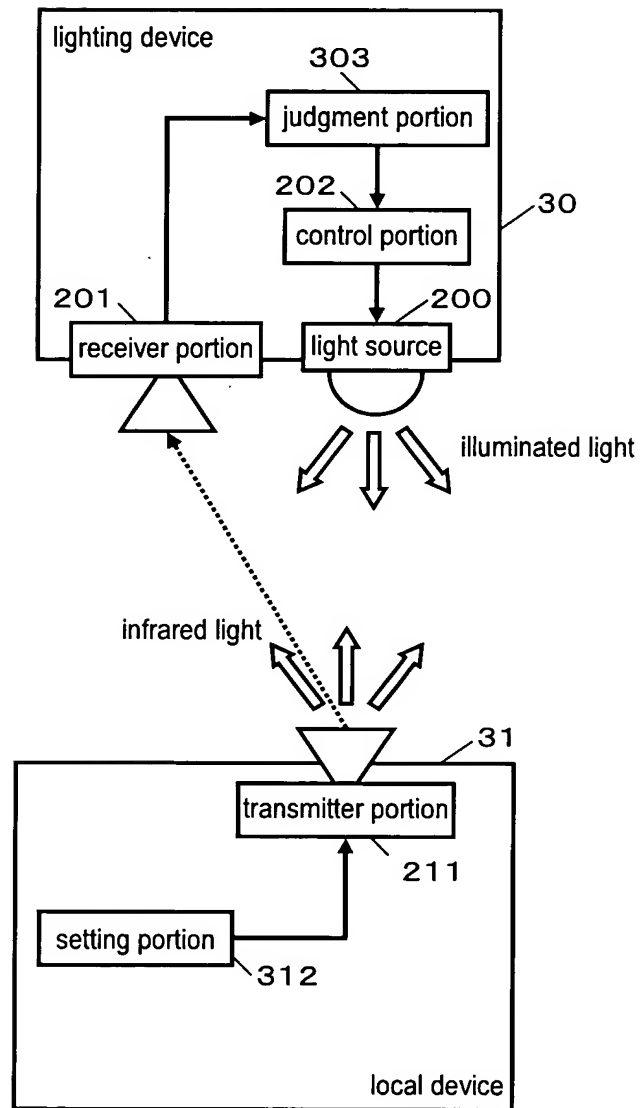 lighting device
303
judgment portion
202
control portion
30
201
200
receiver portion
light source
illuminated light
infrared light
31
transmitter portion
211
setting portion
312
local device